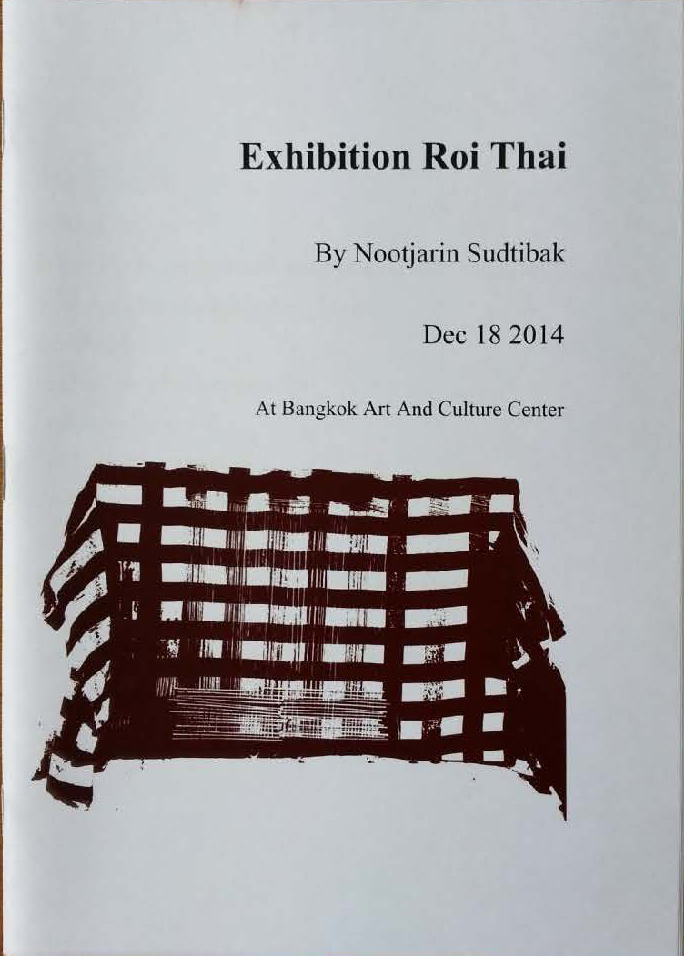 Exhibition Roi Thai
By Nootjarin Sudtibak
Dec 18 2014
At Bangkok Art And Culture Center